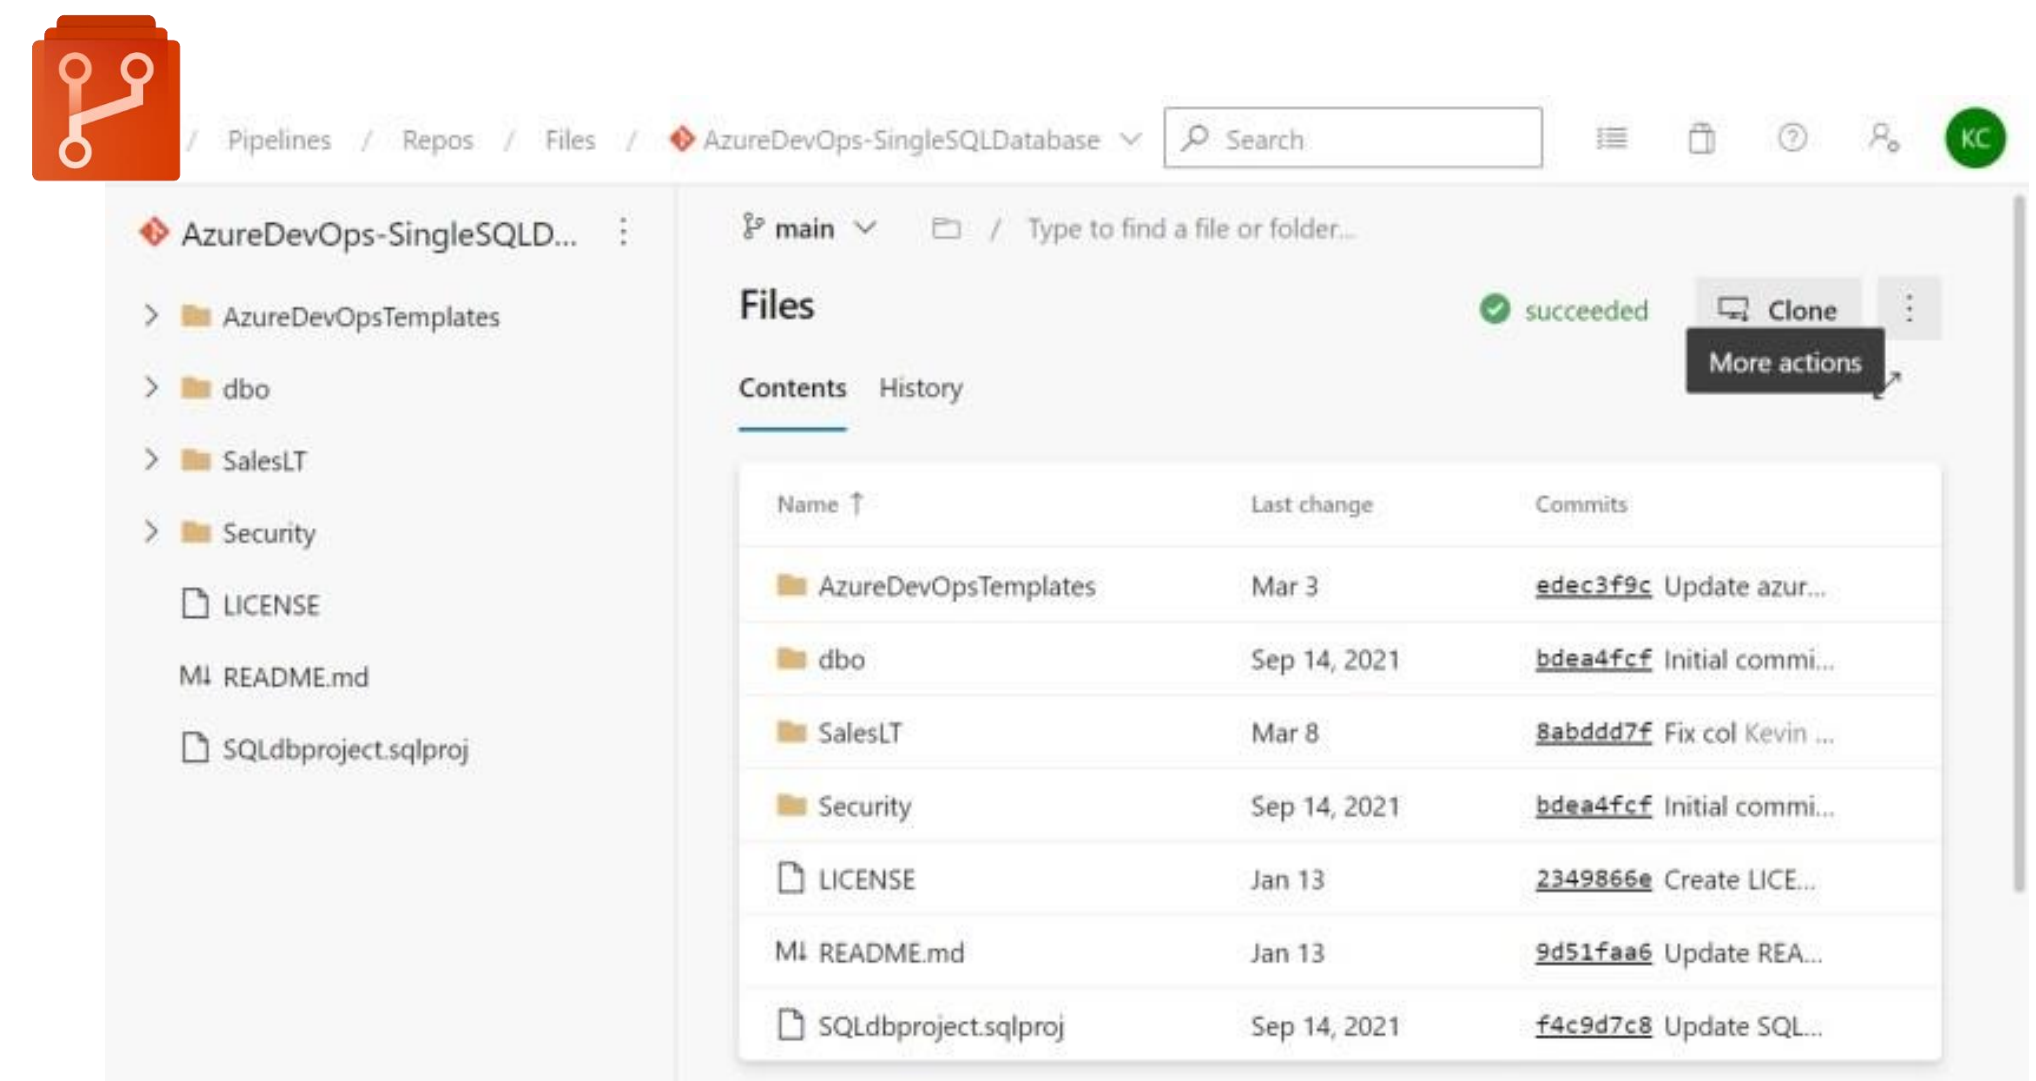 / Pipelines / Repos / Files / AzureDevOps-SingleSQLDatabase Search KC
AzureDevOps-SingleSQLD...
AzureDevOpsTemplates
dbo
SalesLT
Security
LICENSE
M↓ README.md
SQLdbproject.sqlproj
main / Type to find a file or folder...
Files succeeded Clone
More actions
Contents History
Name ↑ Last change Commits
AzureDevOpsTemplates Mar 3 edec3f9c Update azur...
dbo Sep 14, 2021 bdea4fcf Initial commi...
SalesLT Mar 8 8abddd7f Fix col Kevin ...
Security Sep 14, 2021 bdea4fcf Initial commi...
LICENSE Jan 13 2349866e Create LICE...
M↓ README.md Jan 13 9d51faa6 Update REA...
SQLdbproject.sqlproj Sep 14, 2021 f4c9d7c8 Update SQL...